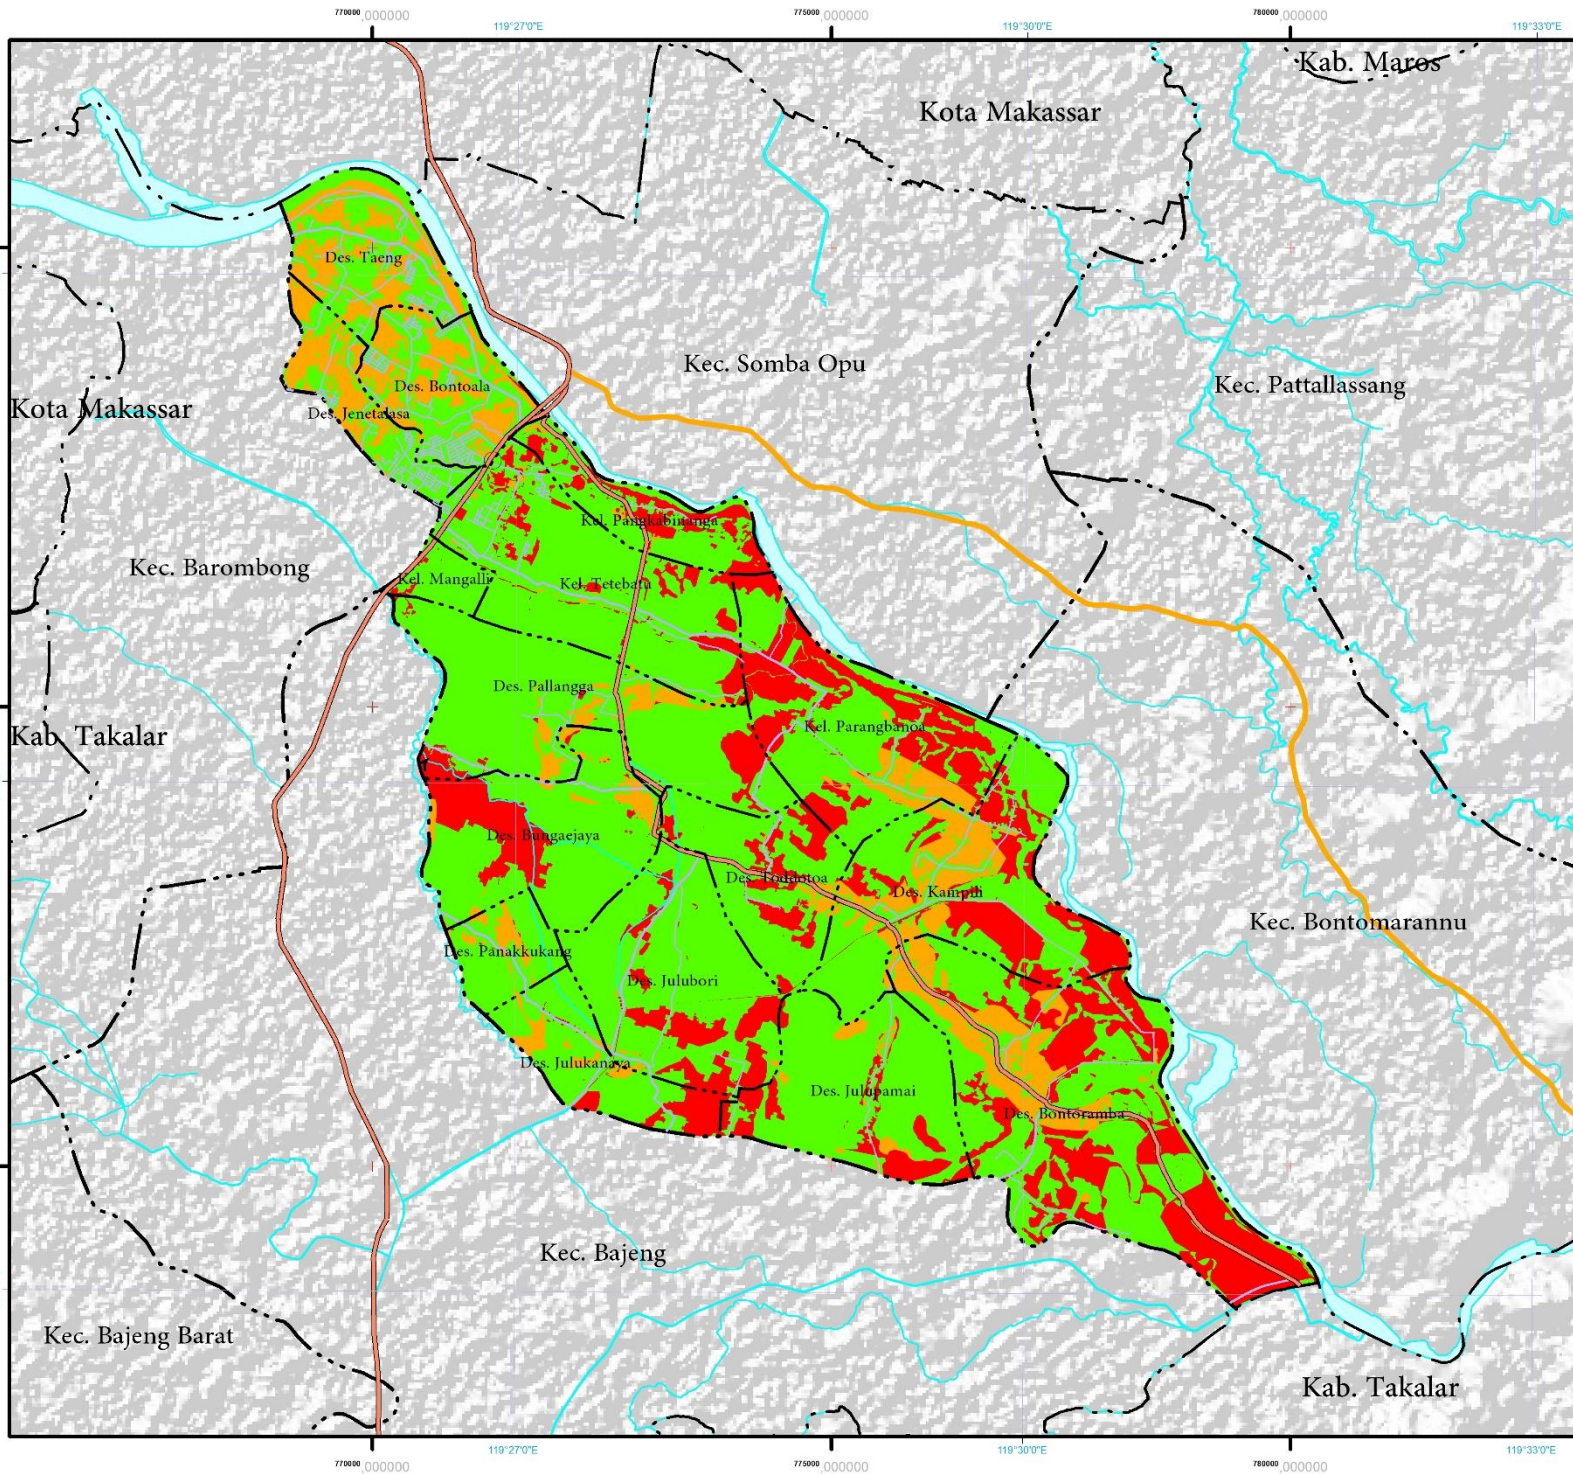 770000,000000
775000,000000
780000,000000
119°27'0"E
119°30'0"E
119°33'0"E
Kab. Maros
Kota Makassar
Des. Taeng
Kec. Somba Opu
Kec. Pattallassang
Des. Bontoala
Kota Makassar
Des. Jenetalasa
Kel. Pangkabinanga
Kec. Barombong
Kel. Mangalli
Kel. Tetebatu
Des. Pallangga
Kel. Parangbanoa
Kab. Takalar
Des. Bungaejaya
Des. Toddotoa
Des. Kampili
Kec. Bontomarannu
Des. Panakkukang
Des. Julubori
Des. Julukanaya
Des. Julupamai
Des. Bontoramba
Kec. Bajeng
Kec. Bajeng Barat
Kab. Takalar
119°27'0"E
119°30'0"E
119°33'0"E
770000,000000
775000,000000
780000,000000